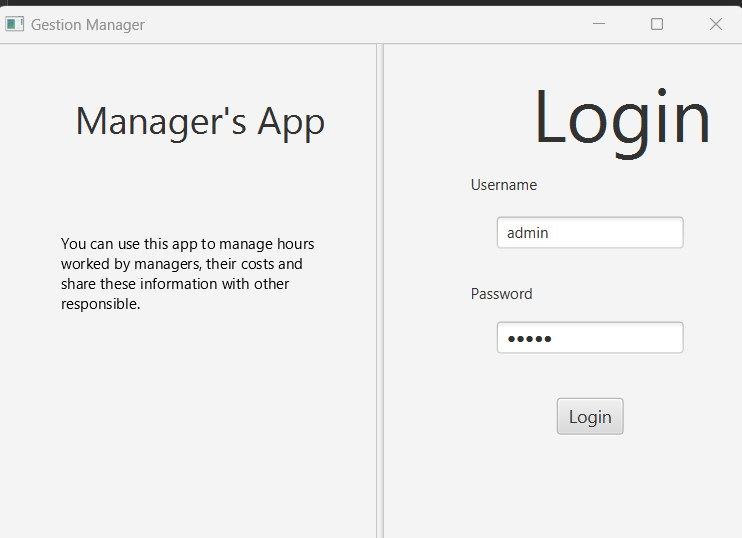 Gestion Manager
Manager's App
You can use this app to manage hours
worked by managers, their costs and
share these information with other
responsible.
Login
Username
admin
Password
•••••
Login